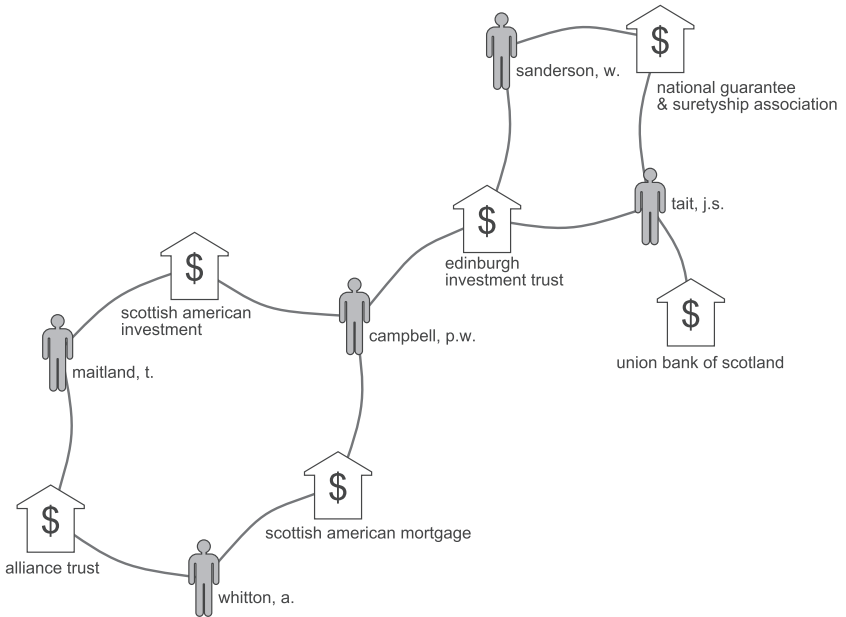 $
sanderson, w.
national guarantee
& suretyship association
$
tait, j.s.
edinburgh
investment trust
$
scottish american
investment
campbell, p.w.
$
union bank of scotland
maitland, t.
$
scottish american mortgage
$
alliance trust
whitton, a.